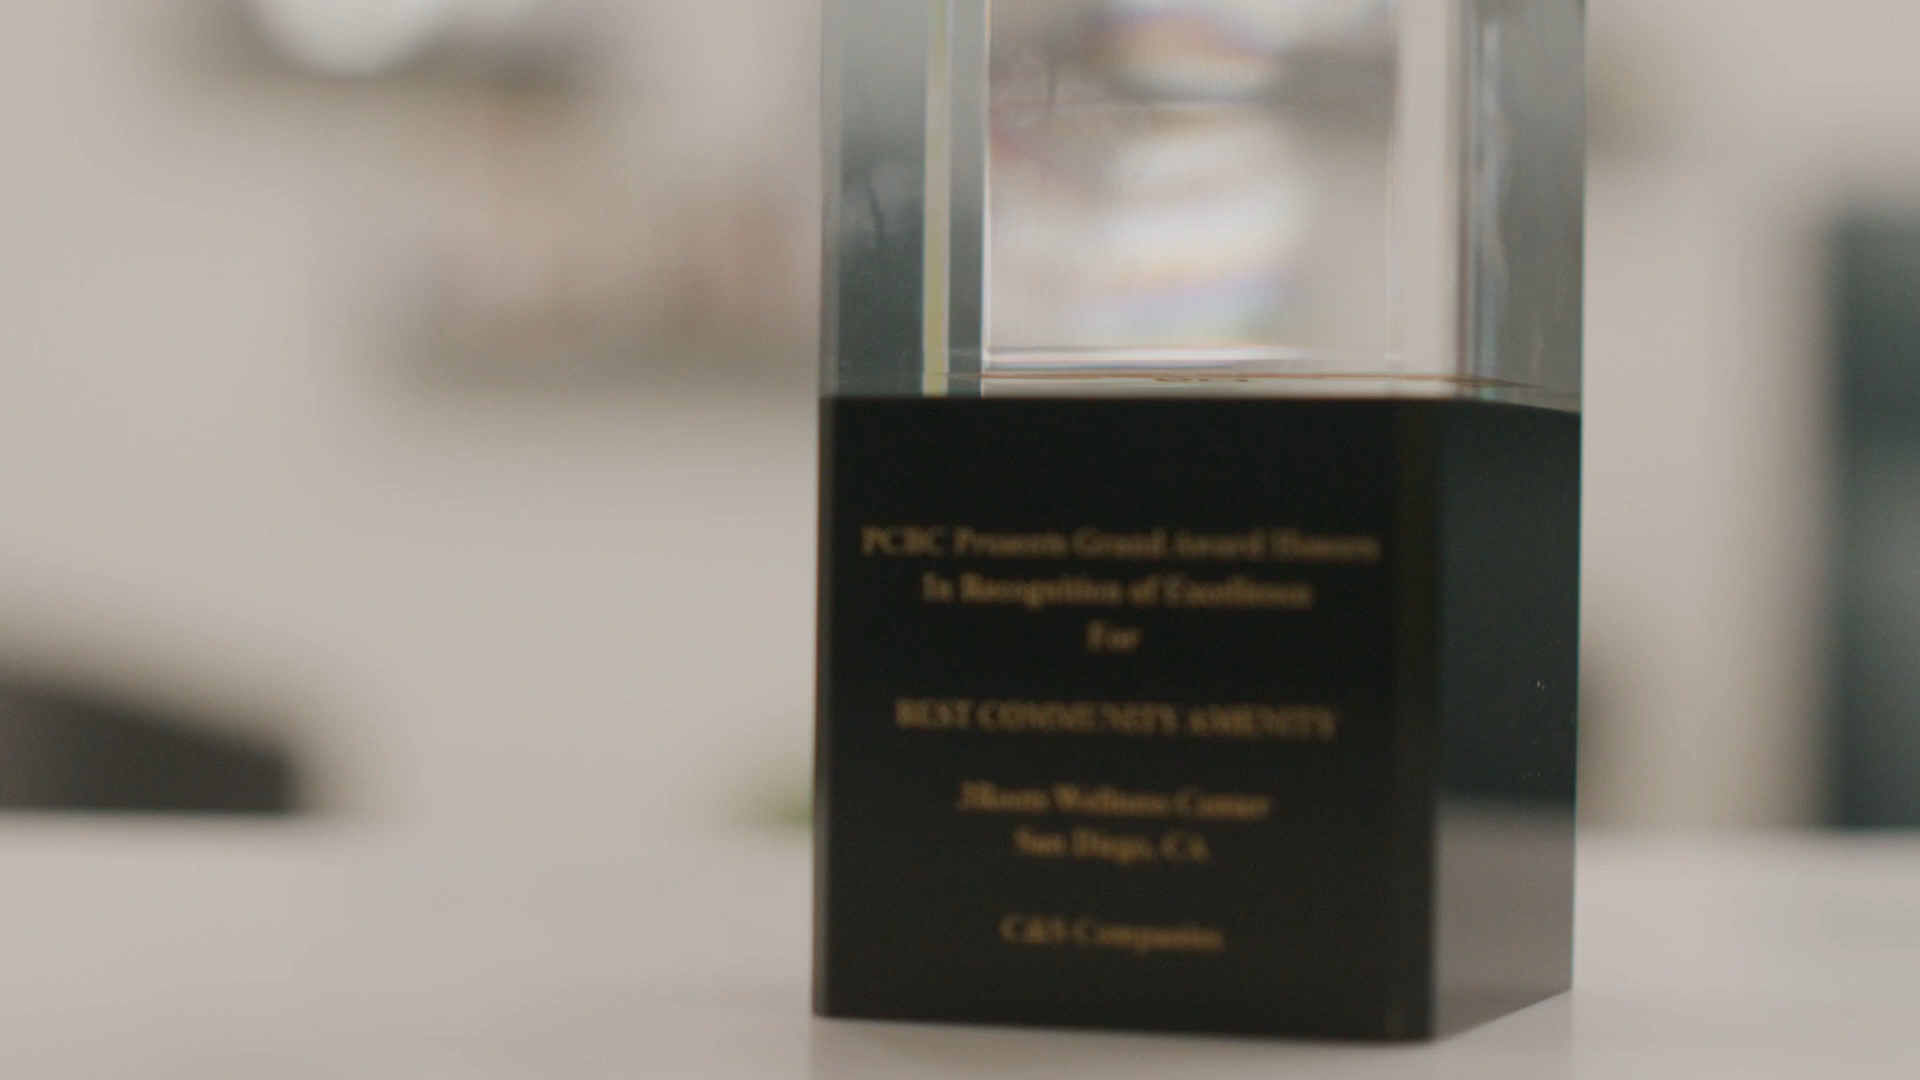 PCBC Presents Grand Award Honors
In Recognition of Excellence
For
BEST COMMUNITY AMENITY
Wellness Center
San Diego, CA
C&S Companies